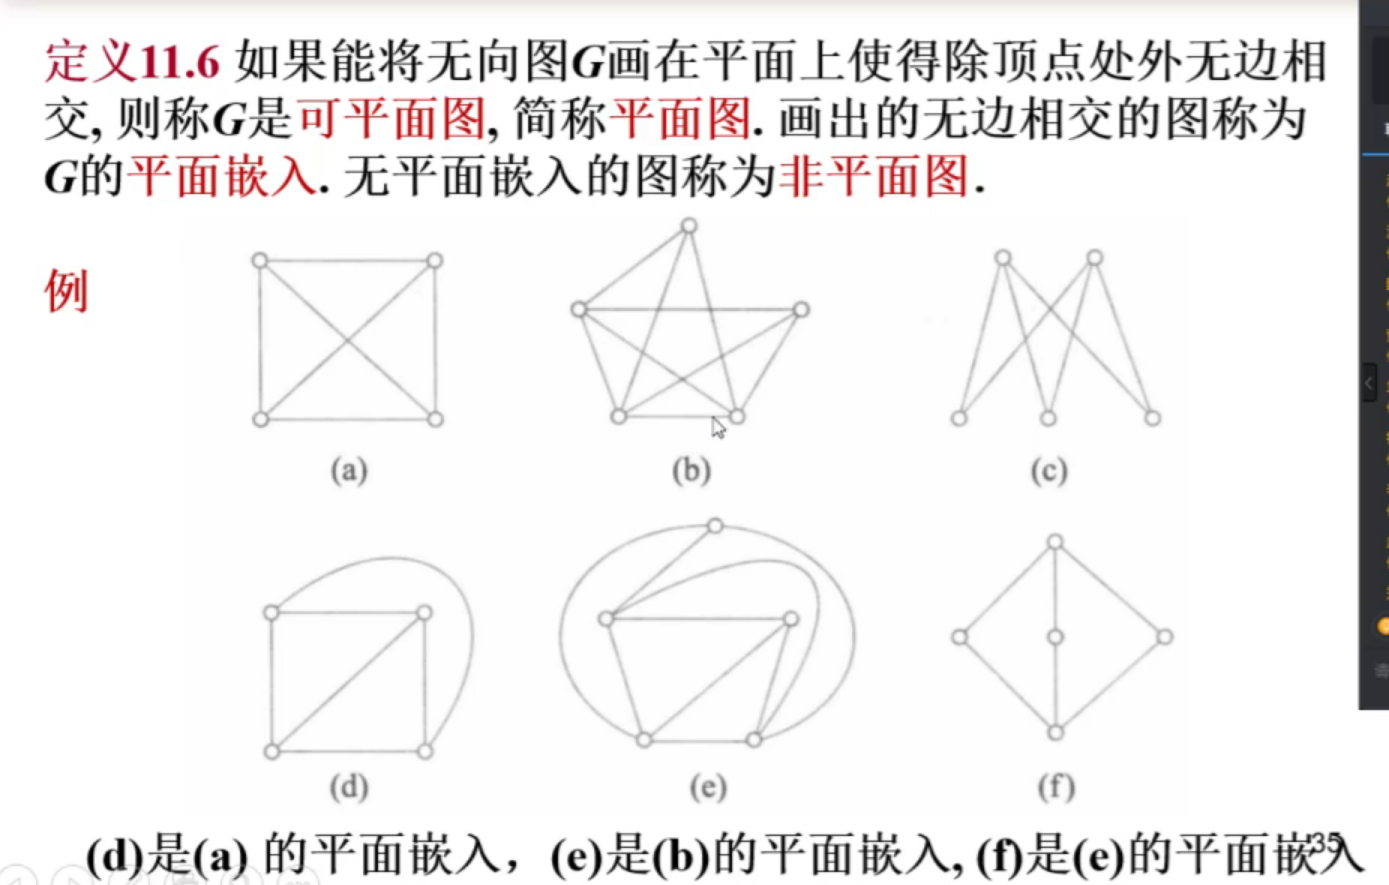 定义11.6 如果能将无向图G画在平面上使得除顶点处外无边相
交, 则称G是可平面图, 简称平面图. 画出的无边相交的图称为
G的平面嵌入. 无平面嵌入的图称为非平面图.
例
(a) (b) (c)
(d) (e) (f)
(d)是(a) 的平面嵌入，(e)是(b)的平面嵌入, (f)是(e)的平面嵌入
35